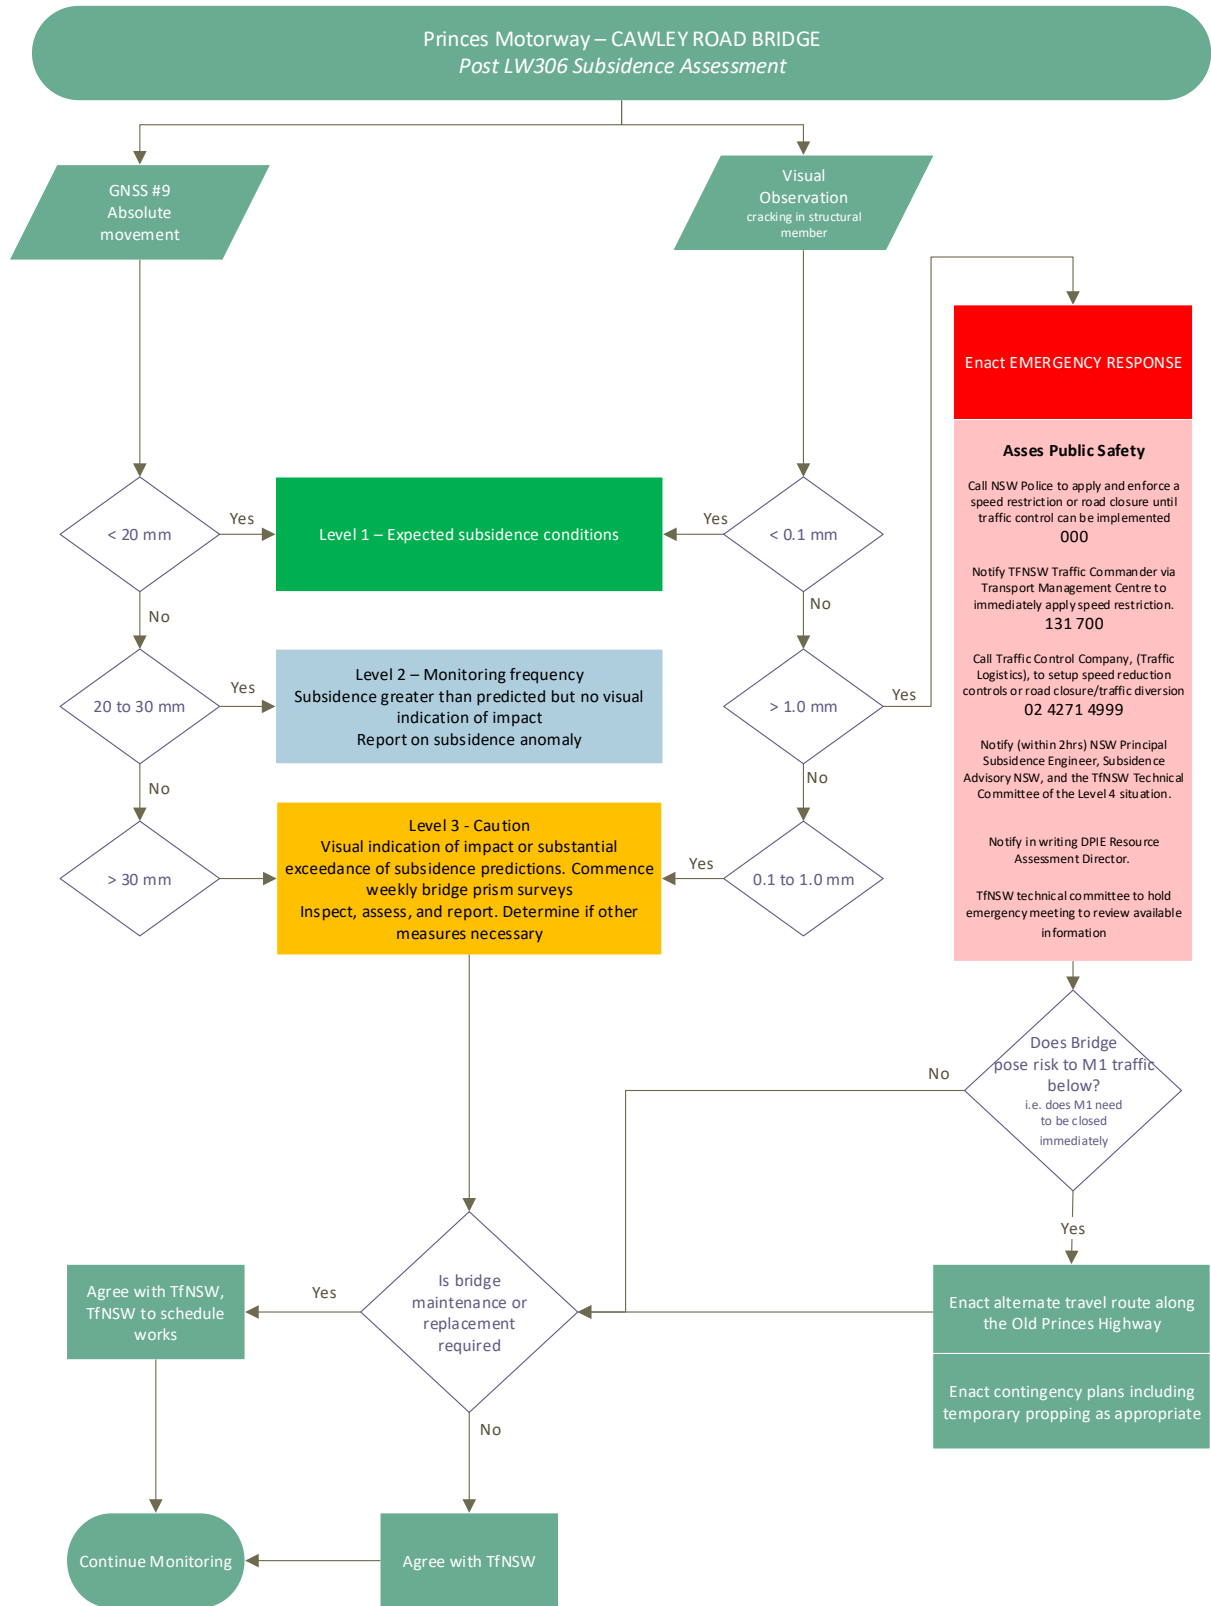 Princes Motorway – CAWLEY ROAD BRIDGE
Post LW306 Subsidence Assessment
GNSS #9
Absolute
movement
Visual
Observation
cracking in structural
member
Enact EMERGENCY RESPONSE
Asses Public Safety
Call NSW Police to apply and enforce a
speed restriction or road closure until
traffic control can be implemented
000
Notify TFNSW Traffic Commander via
Transport Management Centre to
immediately apply speed restriction.
131 700
Call Traffic Control Company, (Traffic
Logistics), to setup speed reduction
controls or road closure/traffic diversion
02 4271 4999
Notify (within 2hrs) NSW Principal
Subsidence Engineer, Subsidence
Advisory NSW, and the TfNSW Technical
Committee of the Level 4 situation.
Notify in writing DPIE Resource
Assessment Director.
TfNSW technical committee to hold
emergency meeting to review available
information
< 20 mm
Yes
Level 1 – Expected subsidence conditions
Yes
< 0.1 mm
No
No
20 to 30 mm
Yes
Level 2 – Monitoring frequency
Subsidence greater than predicted but no visual
indication of impact
Report on subsidence anomaly
> 1.0 mm
Yes
No
No
> 30 mm
Level 3 - Caution
Visual indication of impact or substantial
exceedance of subsidence predictions. Commence
weekly bridge prism surveys
Inspect, assess, and report. Determine if other
measures necessary
Yes
0.1 to 1.0 mm
Does Bridge
pose risk to M1 traffic
below?
i.e. does M1 need
to be closed
immediately
No
Yes
Enact alternate travel route along
the Old Princes Highway
Enact contingency plans including
temporary propping as appropriate
Is bridge
maintenance or
replacement
required
Yes
Agree with TfNSW,
TfNSW to schedule
works
No
Agree with TfNSW
Continue Monitoring